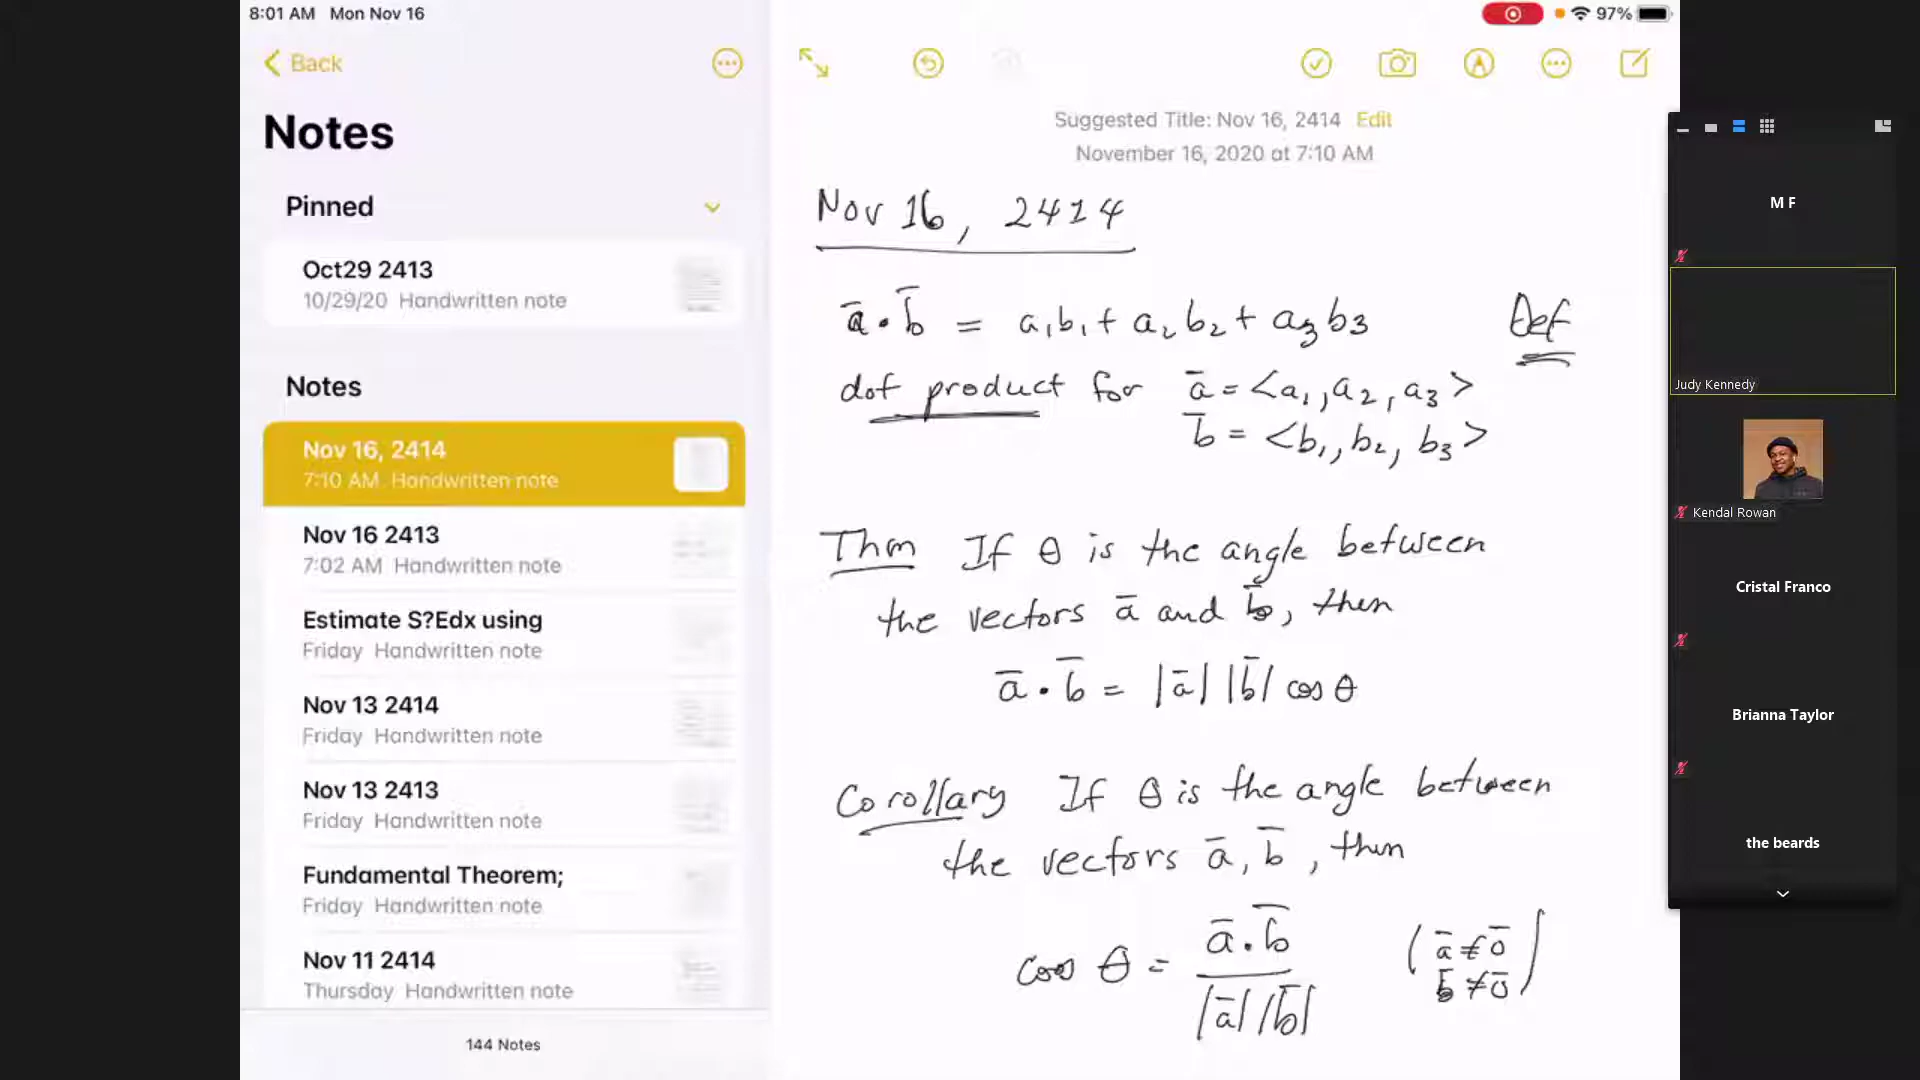 8:01 AM Mon Nov 16
97%
Back
Notes
Pinned
Oct29 2413
10/29/20 Handwritten note
Notes
Nov 16, 2414
7:10 AM Handwritten note
Nov 16 2413
7:02 AM Handwritten note
Estimate S?Edx using
Friday Handwritten note
Nov 13 2414
Friday Handwritten note
Nov 13 2413
Friday Handwritten note
Fundamental Theorem;
Friday Handwritten note
Nov 11 2414
Thursday Handwritten note
144 Notes
Suggested Title: Nov 16, 2414 Edit
November 16, 2020 at 7:10 AM
Nov 16, 2414
a̅ · b̅ = a₁b₁ + a₂b₂ + a₃b₃ Def
dot product for a̅ = <a₁, a₂, a₃>
b̅ = <b₁, b₂, b₃>
Thm If θ is the angle between
the vectors a̅ and b̅, then
a̅ · b̅ = |a̅| |b̅| cos θ
Corollary If θ is the angle between
the vectors a̅, b̅, then
cos θ = a̅ · b̅ / |a̅| |b̅| (a̅ ≠ 0̅
b̅ ≠ 0̅)
M F
Judy Kennedy
Kendal Rowan
Cristal Franco
Brianna Taylor
the beards